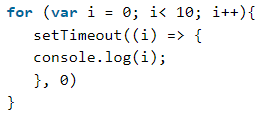 for (var i = 0; i< 10; i++){
setTimeout((i) => {
console.log(i);
}, 0)
}